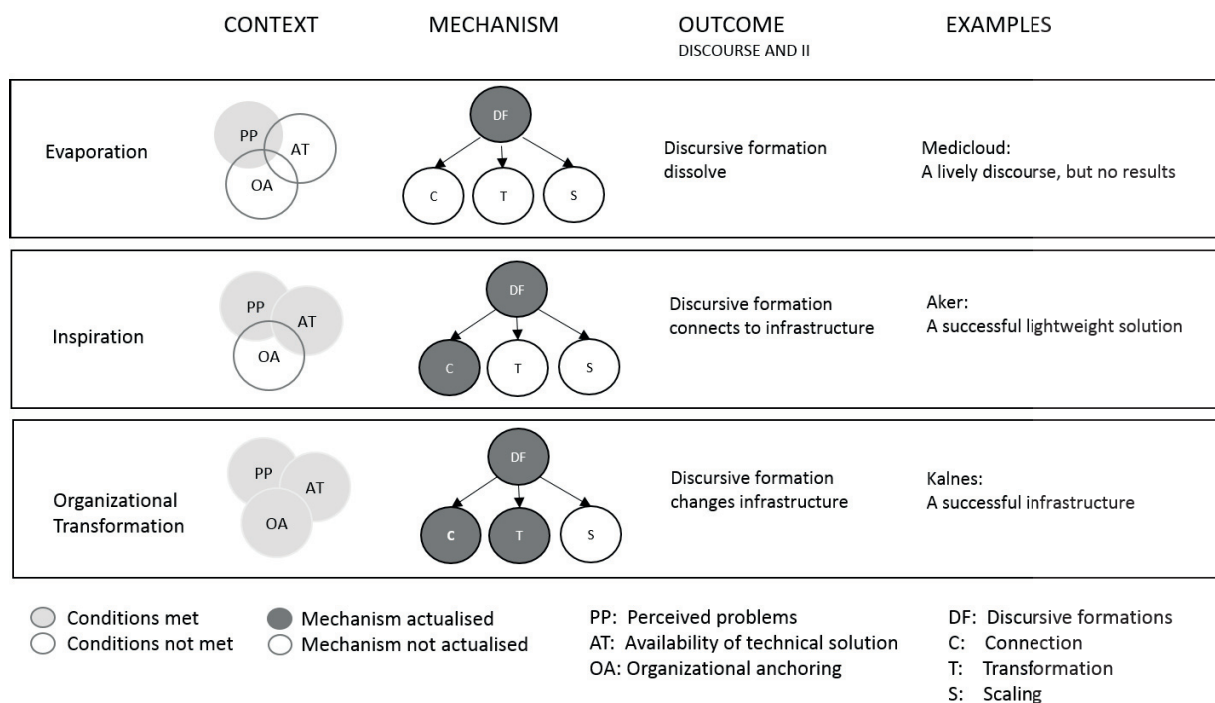 CONTEXT
MECHANISM
OUTCOME
DISCOURSE AND II
EXAMPLES
Evaporation
PP
AT
OA
DF
C
T
S
Discursive formation
dissolve
Medicloud:
A lively discourse, but no results
Inspiration
PP
AT
OA
DF
C
T
S
Discursive formation
connects to infrastructure
Aker:
A successful lightweight solution
Organizational
Transformation
PP
AT
OA
DF
C
T
S
Discursive formation
changes infrastructure
Kalnes:
A successful infrastructure
Conditions met
Conditions not met
Mechanism actualised
Mechanism not actualised
PP: Perceived problems
AT: Availability of technical solution
OA: Organizational anchoring
DF: Discursive formations
C: Connection
T: Transformation
S: Scaling